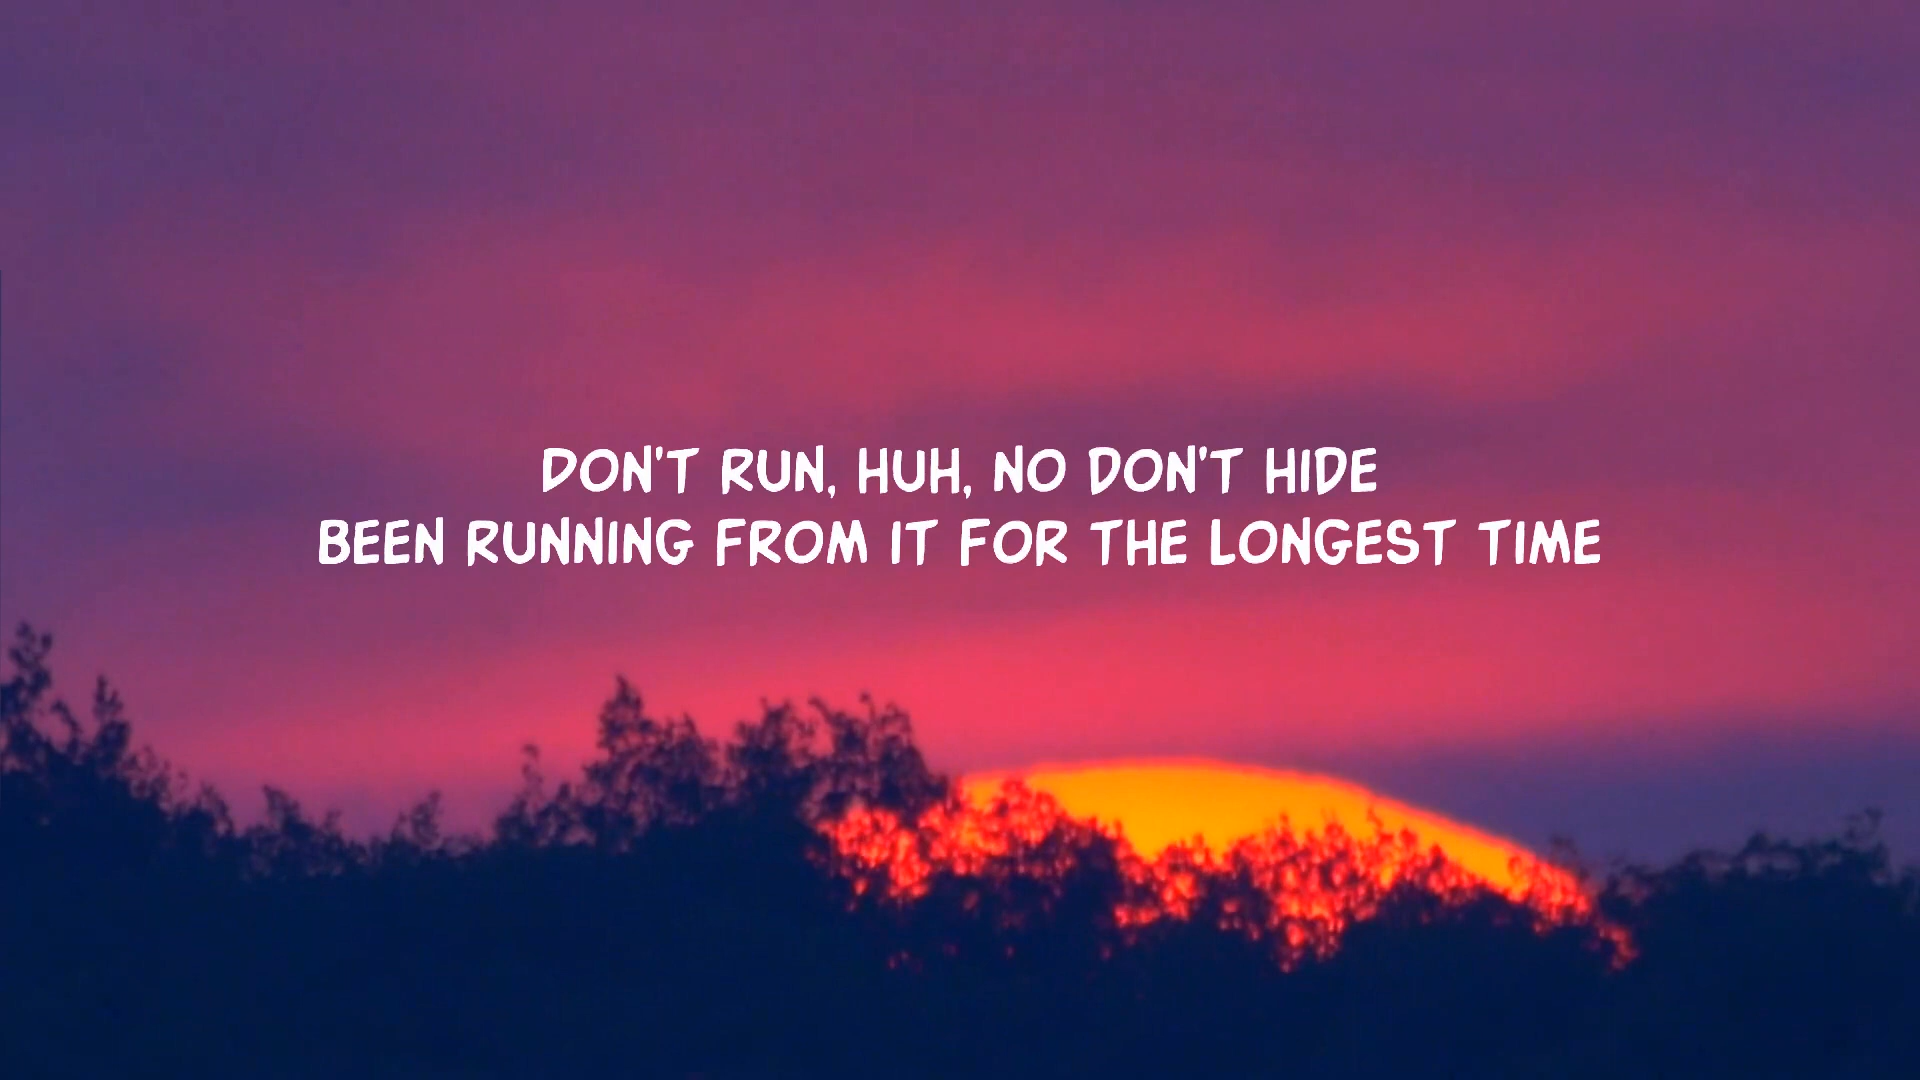 DON'T RUN, HUH, NO DON'T HIDE
BEEN RUNNING FROM IT FOR THE LONGEST TIME